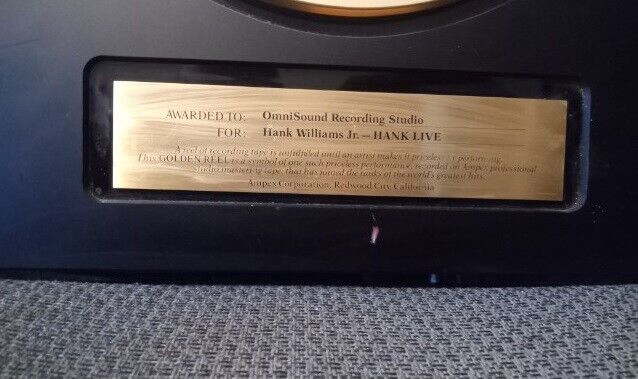 AWARDED TO: OmniSound Recording Studio
FOR: Hank Williams Jr. — HANK LIVE
A reel of recording tape is unfulfilled until an artist makes it priceless by performing.
This GOLDEN REEL is a symbol of one such priceless performance, recorded on Ampex professional
studio mastering tape, that has joined the ranks of the world's greatest hits.
Ampex Corporation, Redwood City, California